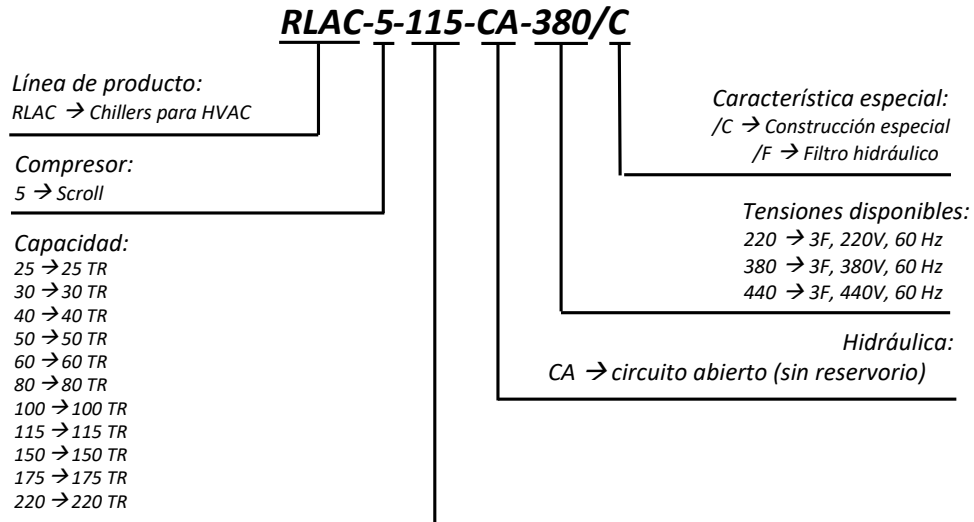 RLAC-5-115-CA-380/C
Línea de producto:
RLAC → Chillers para HVAC
Compresor:
5 → Scroll
Capacidad:
25 → 25 TR
30 → 30 TR
40 → 40 TR
50 → 50 TR
60 → 60 TR
80 → 80 TR
100 → 100 TR
115 → 115 TR
150 → 150 TR
175 → 175 TR
220 → 220 TR
Característica especial:
/C → Construcción especial
/F → Filtro hidráulico
Tensiones disponibles:
220 → 3F, 220V, 60 Hz
380 → 3F, 380V, 60 Hz
440 → 3F, 440V, 60 Hz
Hidráulica:
CA → circuito abierto (sin reservorio)